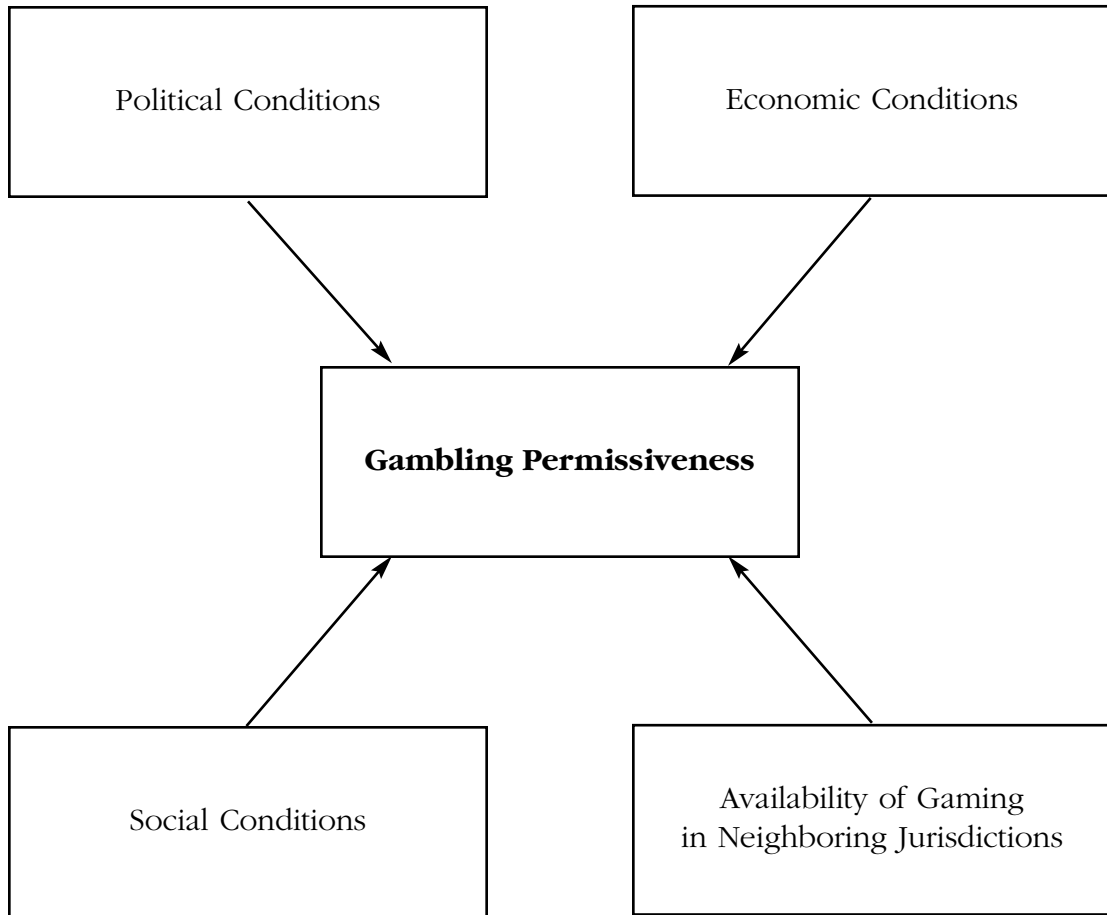 Political Conditions
Economic Conditions
Gambling Permissiveness
Social Conditions
Availability of Gaming
in Neighboring Jurisdictions